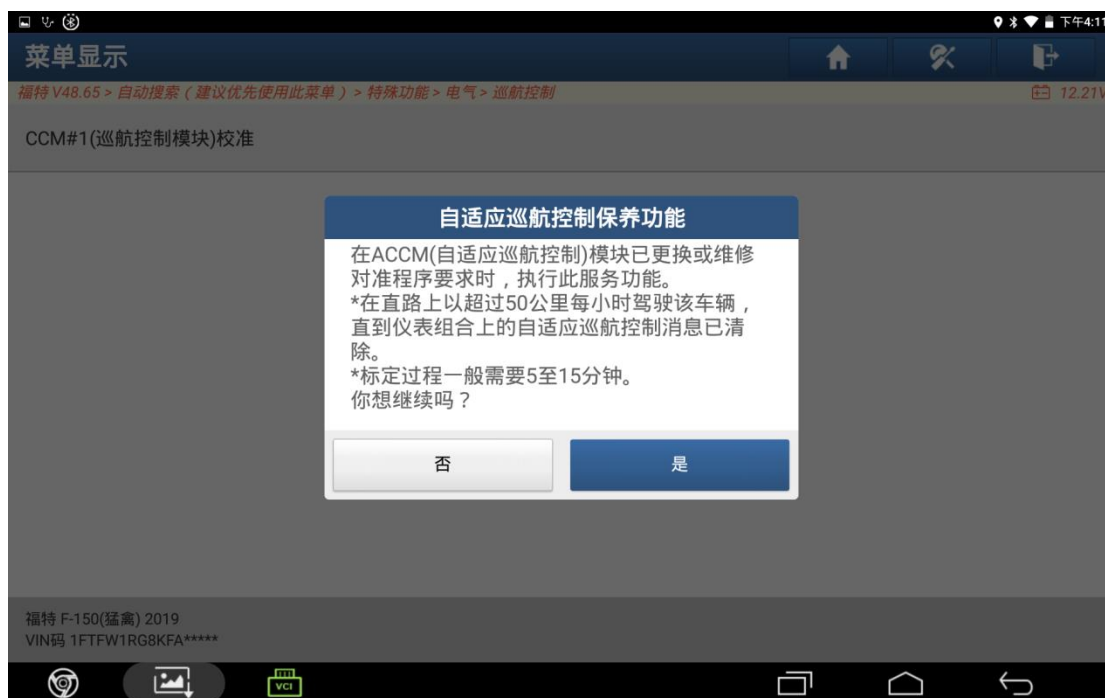 下午4:11
菜单显示
福特 V48.65 > 自动搜索（建议优先使用此菜单）> 特殊功能 > 电气 > 巡航控制
12.21V
CCM#1(巡航控制模块)校准
自适应巡航控制保养功能
在ACCM(自适应巡航控制)模块已更换或维修
对准程序要求时，执行此服务功能。
*在直路上以超过50公里每小时驾驶该车辆，
直到仪表组合上的自适应巡航控制消息已清
除。
*标定过程一般需要5至15分钟。
你想继续吗？
否
是
福特 F-150(猛禽) 2019
VIN码 1FTFW1RG8KFA*****
VCI